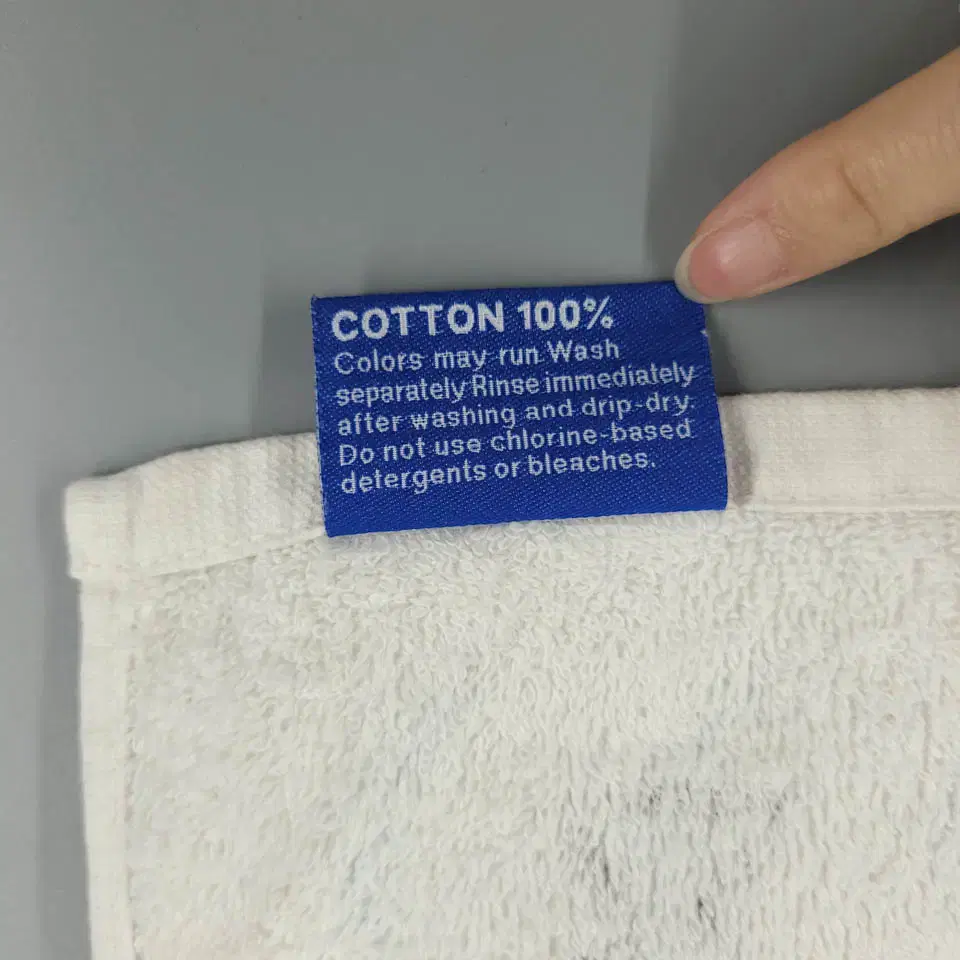 COTTON 100%
Colors may run Wash
separately Rinse immediately
after washing and drip-dry.
Do not use chlorine-based
detergents or bleaches.